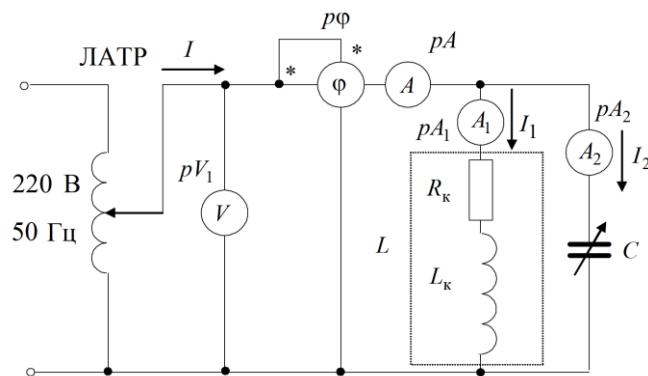 pφ
ЛАТР
I
*
*
φ
A
pA
220 В
50 Гц
pV₁
V
pA₁
A₁
I₁
pA₂
A₂
I₂
Rк
L
Lк
C